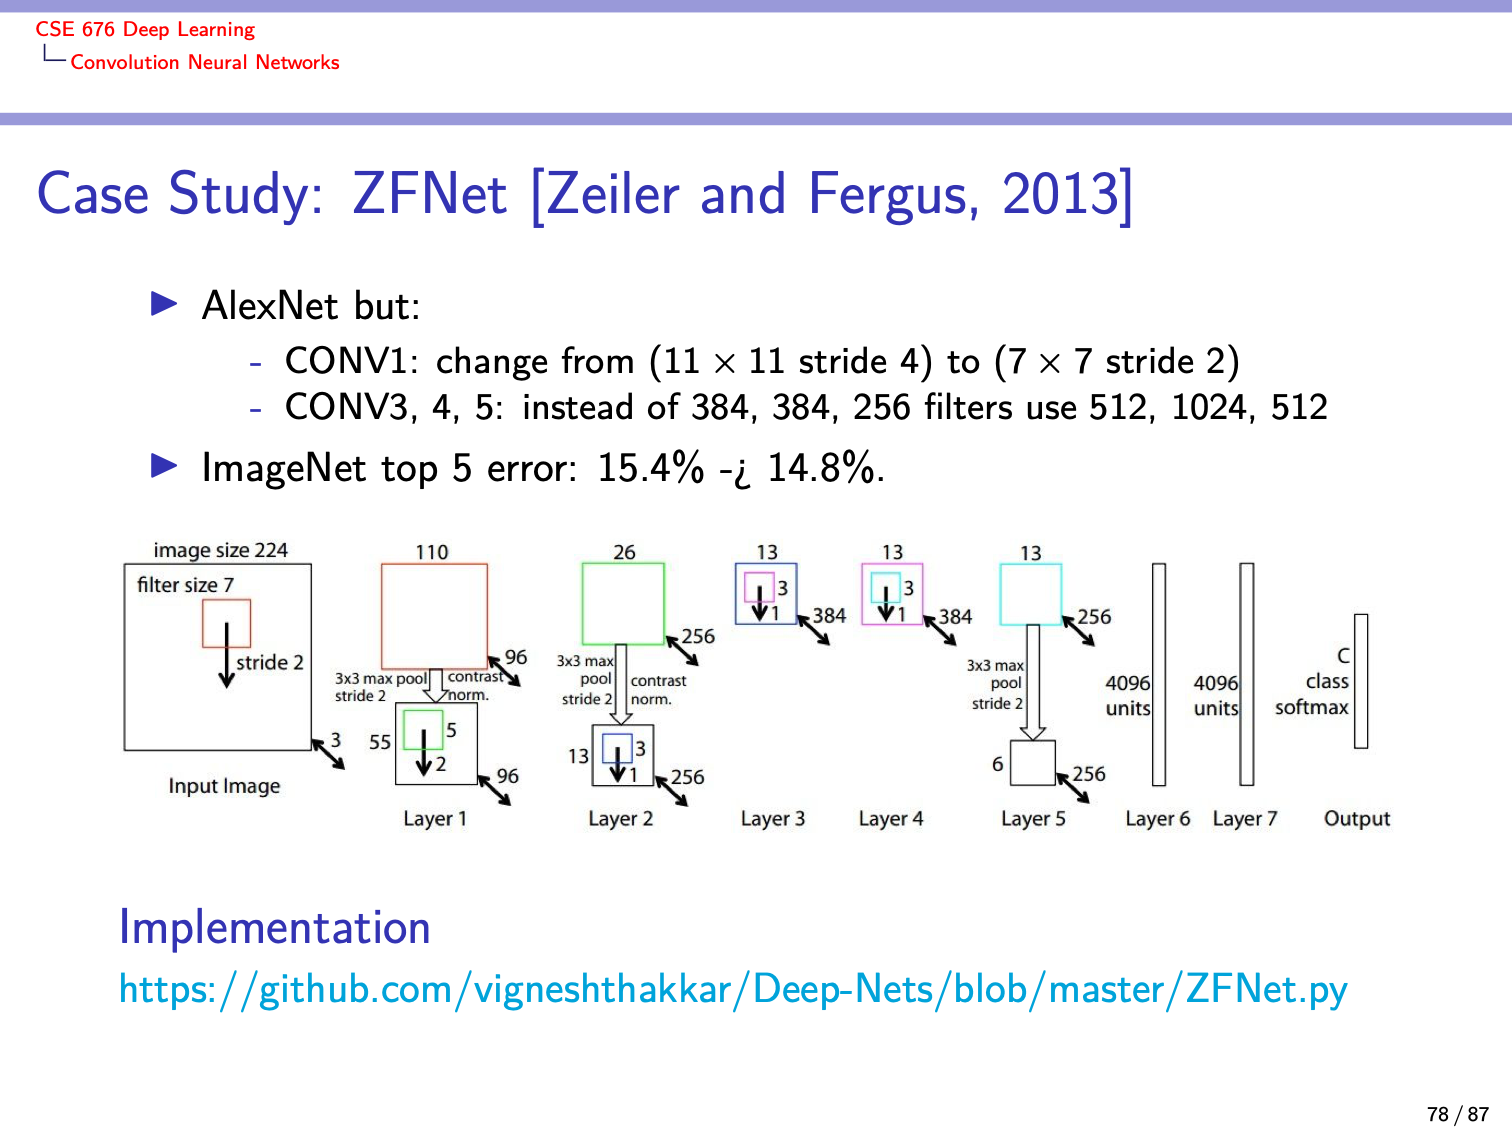 CSE 676 Deep Learning
Convolution Neural Networks
Case Study: ZFNet [Zeiler and Fergus, 2013]
AlexNet but:
- CONV1: change from (11 × 11 stride 4) to (7 × 7 stride 2)
- CONV3, 4, 5: instead of 384, 384, 256 filters use 512, 1024, 512
ImageNet top 5 error: 15.4% -¿ 14.8%.
image size 224
filter size 7
stride 2
3
Input Image
110
96
3x3 max pool
stride 2
contrast
norm.
55
5
2
96
Layer 1
26
256
3x3 max
pool
stride 2
contrast
norm.
13
3
1
256
Layer 2
13
3
1
384
Layer 3
13
3
1
384
Layer 4
13
256
3x3 max
pool
stride 2
6
256
Layer 5
4096
units
Layer 6
4096
units
Layer 7
C
class
softmax
Output
Implementation
https://github.com/vigneshthakkar/Deep-Nets/blob/master/ZFNet.py
78 / 87